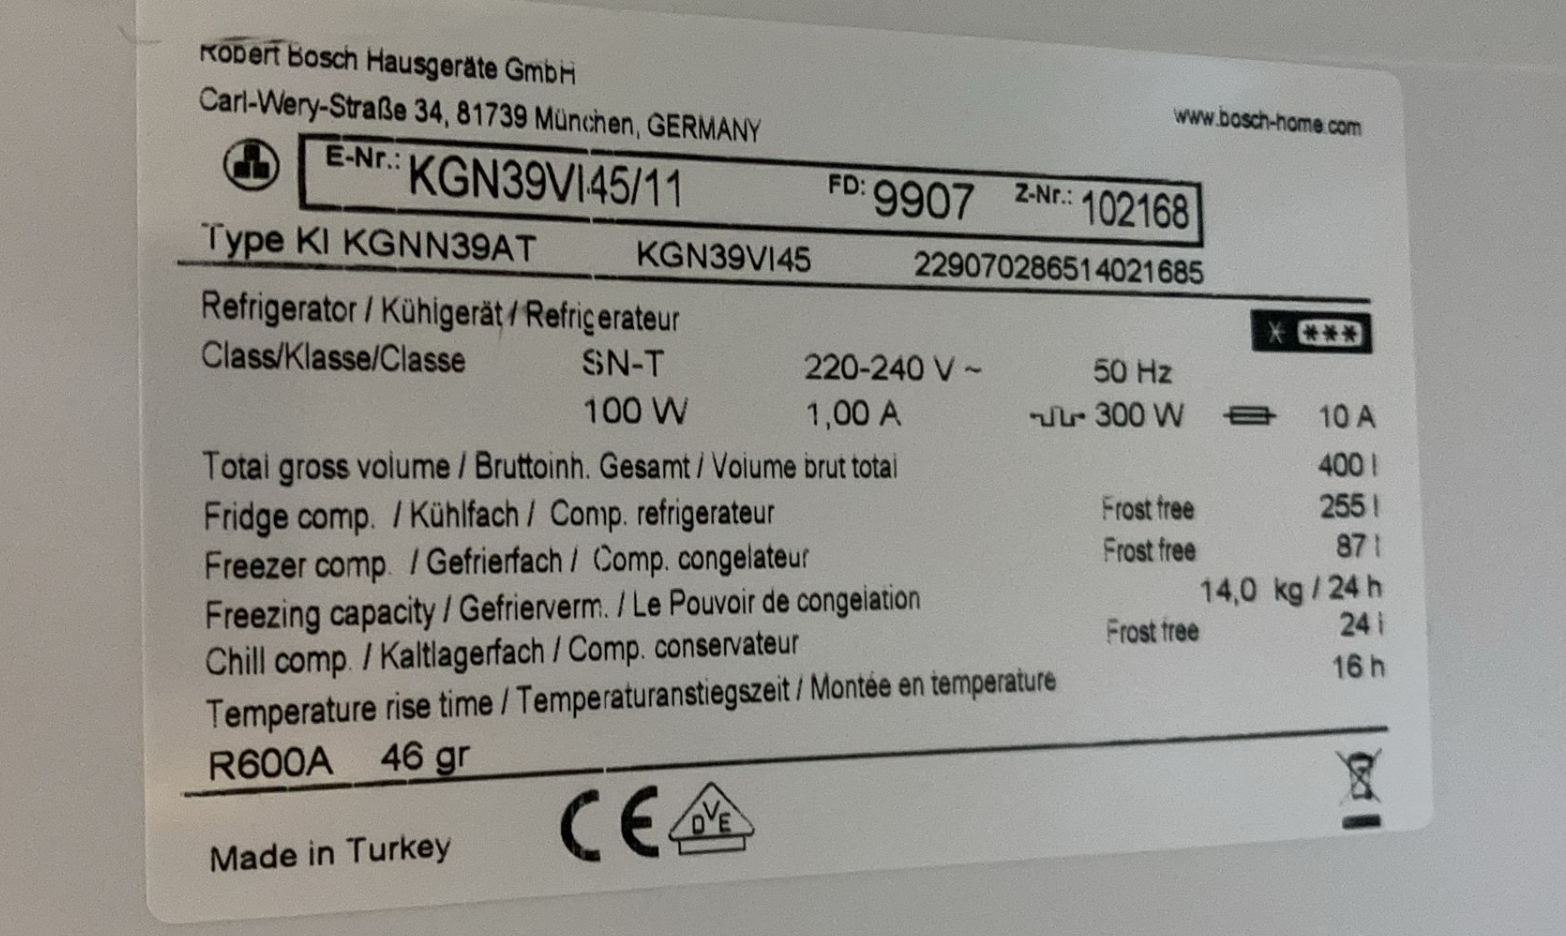 Robert Bosch Hausgeräte GmbH
Carl-Wery-Straße 34, 81739 München, GERMANY
www.bosch-home.com
E-Nr.: KGN39VI45/11 FD: 9907 Z-Nr.: 102168
Type KI KGNN39AT KGN39VI45 229070286514021685
Refrigerator / Kühlgerät / Refrigerateur
*  ***
Class/Klasse/Classe SN-T 220-240 V ~ 50 Hz
100 W 1,00 A 300 W 10 A
Total gross volume / Bruttoinh. Gesamt / Volume brut total 400 l
Fridge comp. / Kühlfach / Comp. refrigerateur Frost free 255 l
Freezer comp. / Gefrierfach / Comp. congelateur Frost free 87 l
Freezing capacity / Gefrierverm. / Le Pouvoir de congelation 14,0 kg / 24 h
Chill comp. / Kaltlagerfach / Comp. conservateur Frost free 24 l
Temperature rise time / Temperaturanstiegszeit / Montée en temperature 16 h
R600A 46 gr
Made in Turkey CE DVE